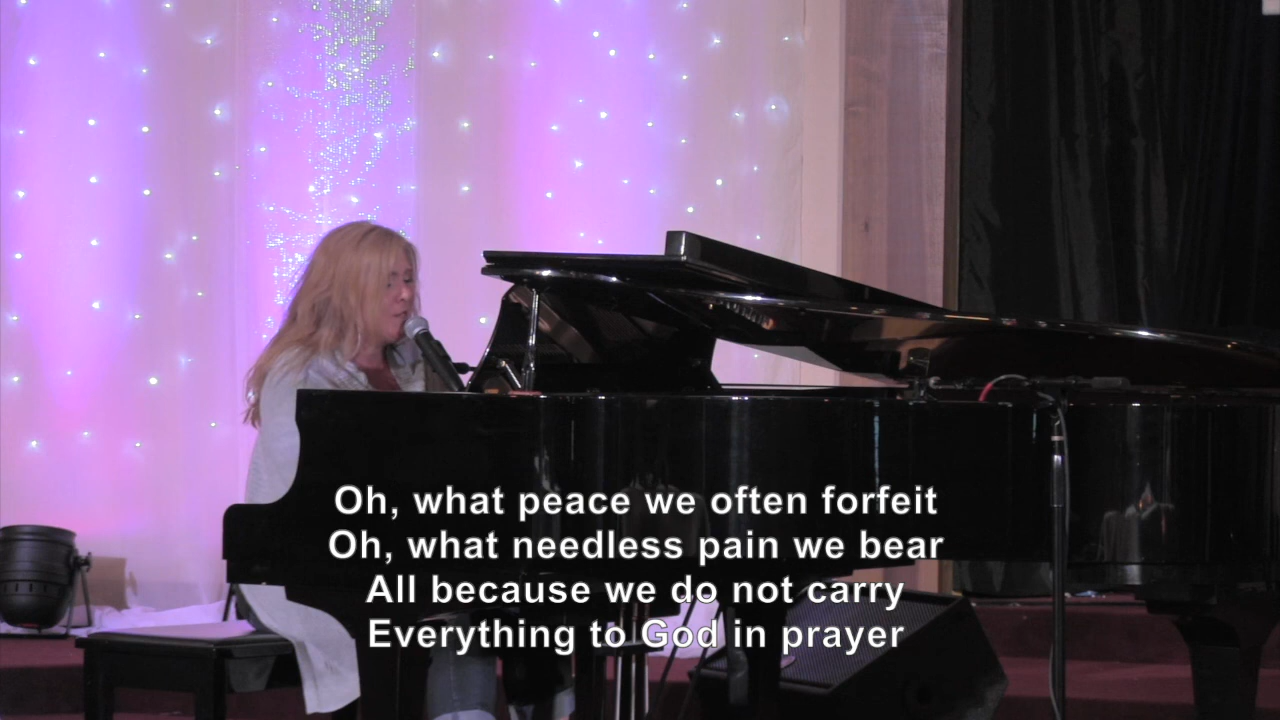 Oh, what peace we often forfeit
Oh, what needless pain we bear
All because we do not carry
Everything to God in prayer